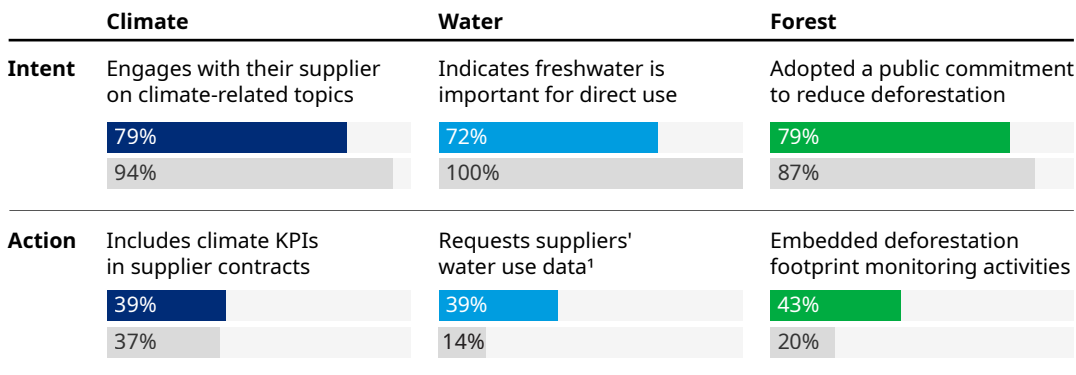 Climate Water Forest
Intent
Engages with their supplier
on climate-related topics
79%
94%
Indicates freshwater is
important for direct use
72%
100%
Adopted a public commitment
to reduce deforestation
79%
87%
Action
Includes climate KPIs
in supplier contracts
39%
37%
Requests suppliers'
water use data¹
39%
14%
Embedded deforestation
footprint monitoring activities
43%
20%